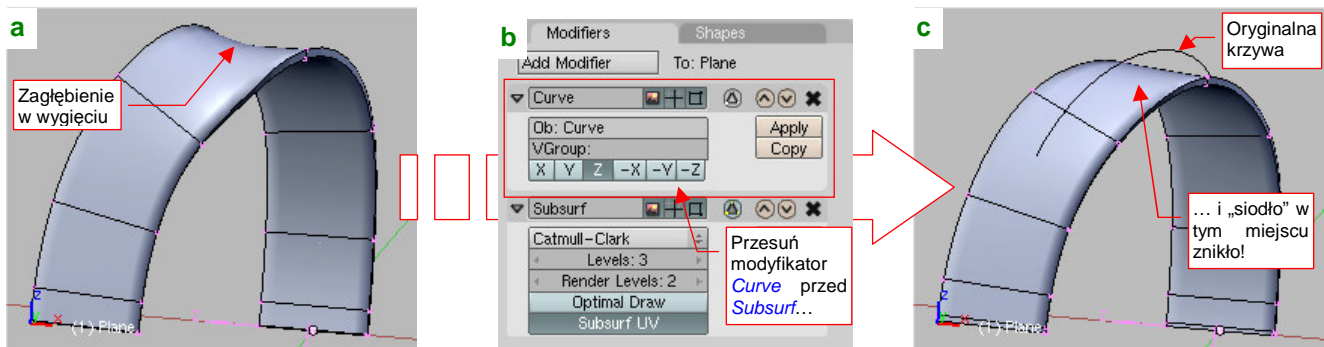 a
Zagłębienie
w wygięciu
z
x
(1) Plane
b
Modifiers
Shapes
Add Modifier
To: Plane
Curve
Ob: Curve
VGroup:
X Y Z -X -Y -Z
Apply
Copy
Subsurf
Catmull-Clark
Levels: 3
Render Levels: 2
Optimal Draw
Subsurf UV
Przesuń
modyfikator
Curve przed
Subsurf…
c
Oryginalna
krzywa
… i „siodło” w
tym miejscu
znikło!
z
x
(1) Plane